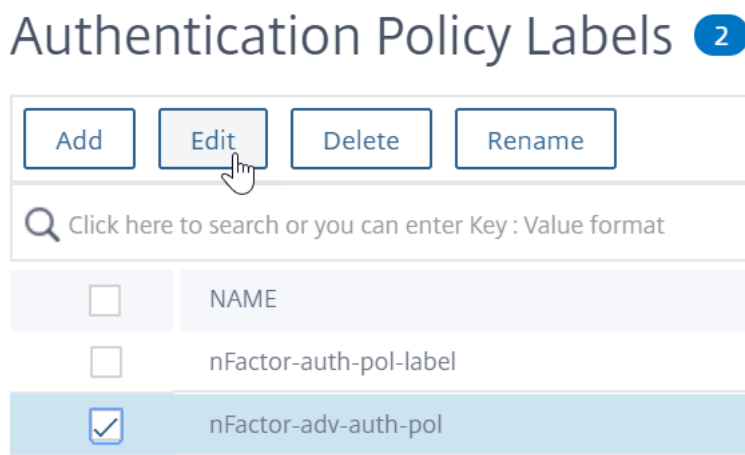 Authentication Policy Labels 2
Add Edit Delete Rename
Click here to search or you can enter Key : Value format
NAME
nFactor-auth-pol-label
nFactor-adv-auth-pol